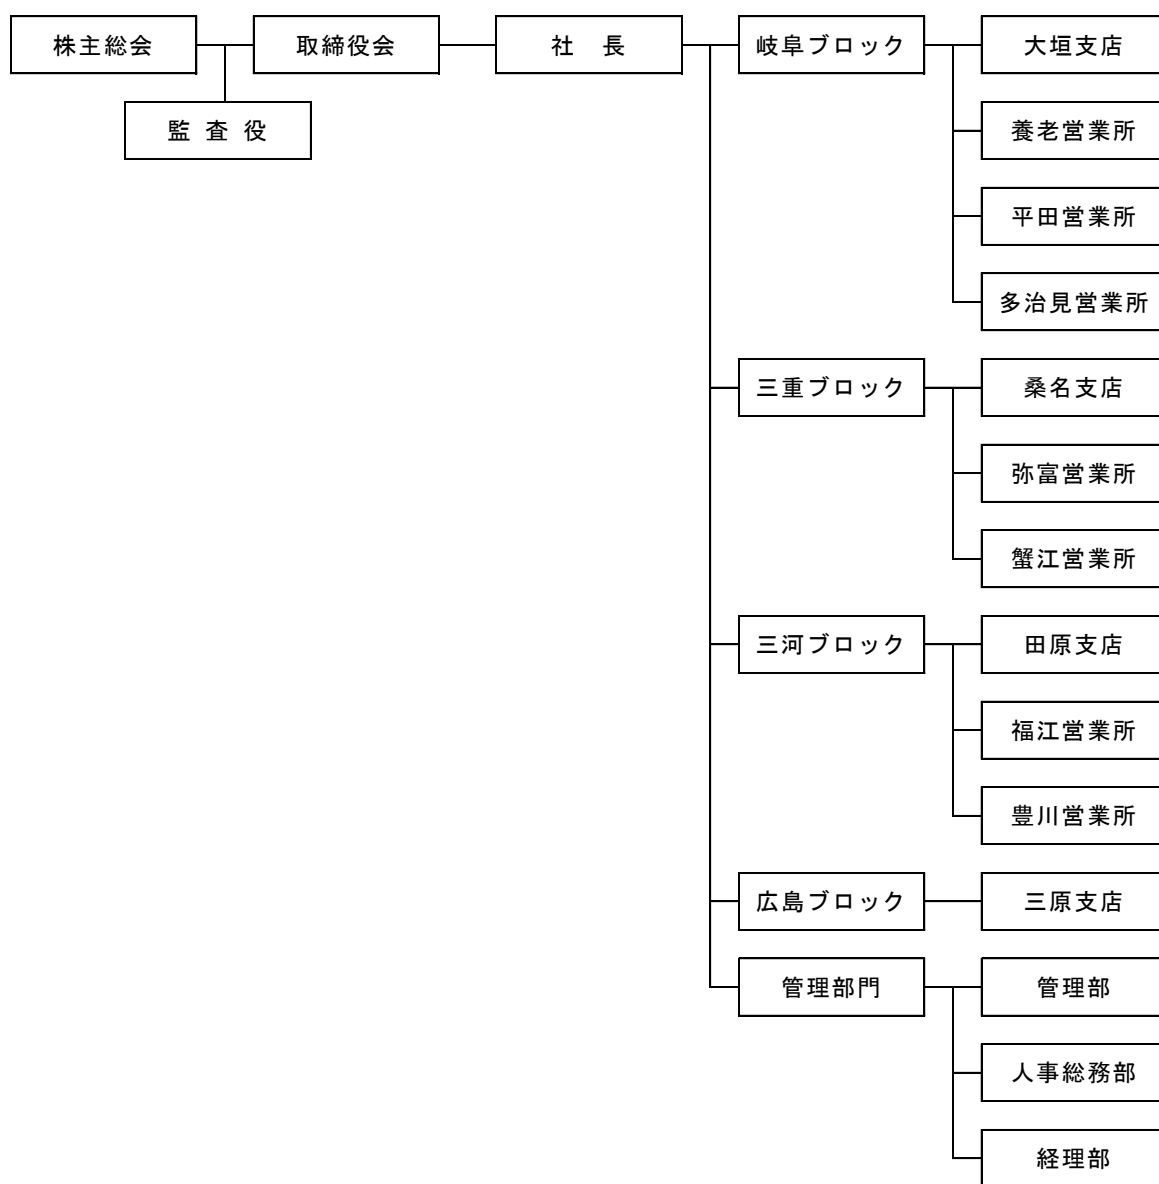 株主総会
取締役会
社　長
岐阜ブロック
大垣支店
監 査 役
養老営業所
平田営業所
多治見営業所
三重ブロック
桑名支店
弥富営業所
蟹江営業所
三河ブロック
田原支店
福江営業所
豊川営業所
広島ブロック
三原支店
管理部門
管理部
人事総務部
経理部